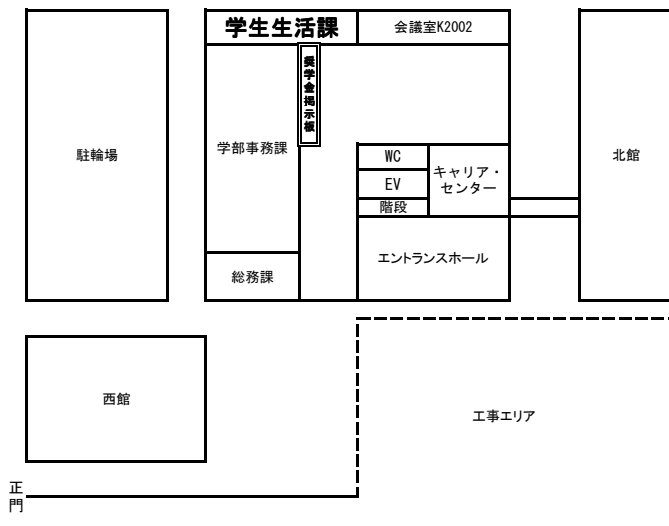 学生生活課
会議室K2002
奨学金掲示板
駐輪場
学部事務課
WC
EV
階段
キャリア・
センター
北館
総務課
エントランスホール
西館
工事エリア
正門